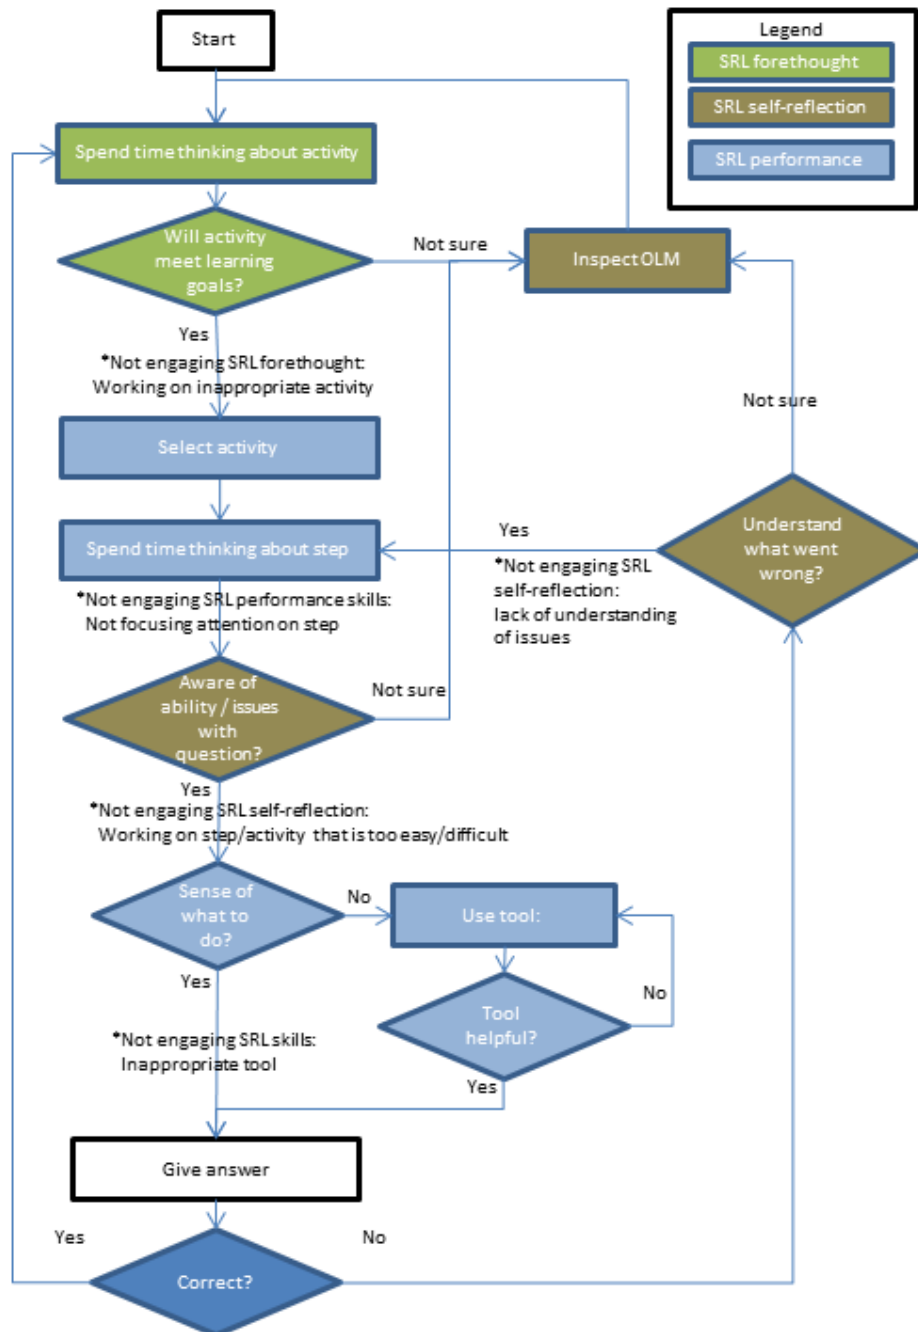 Start
Legend
SRL forethought
SRL self-reflection
SRL performance
Spend time thinking about activity
Will activity
meet learning
goals?
Not sure
Inspect OLM
Yes
*Not engaging SRL forethought:
Working on inappropriate activity
Select activity
Not sure
Spend time thinking about step
Yes
Understand
what went
wrong?
*Not engaging SRL
self-reflection:
lack of understanding
of issues
*Not engaging SRL performance skills:
Not focusing attention on step
Aware of
ability / issues
with
question?
Not sure
Yes
*Not engaging SRL self-reflection:
Working on step/activity that is too easy/difficult
Sense of
what to
do?
No
Use tool:
Yes
Tool
helpful?
No
*Not engaging SRL skills:
Inappropriate tool
Yes
Give answer
Yes
No
Correct?